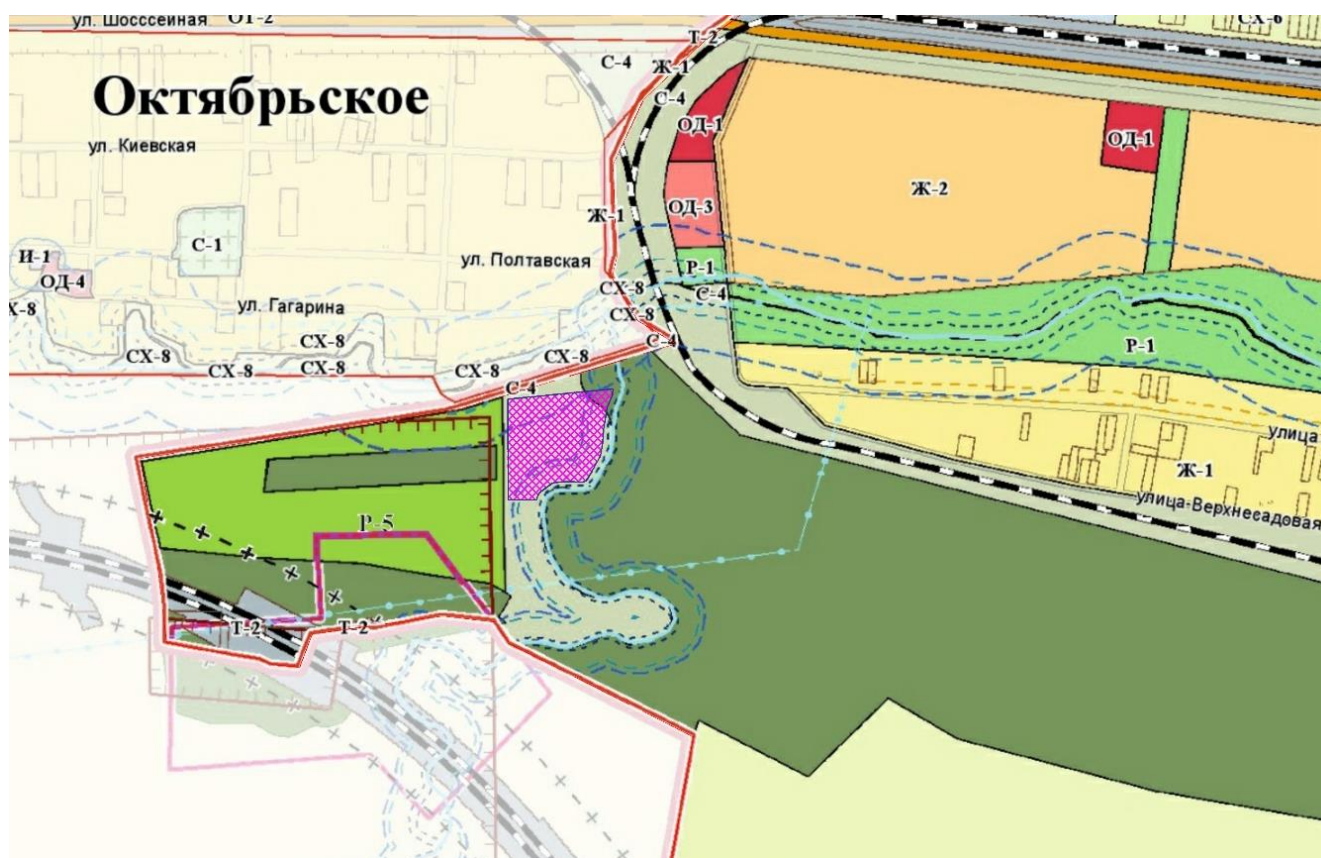 ул. Шосссейная
ОТ-2
Т-2
СХ-6
С-4
Ж-1
Октябрьское
С-4
ОД-1
ОД-1
ул. Киевская
Ж-2
Ж-1
ОД-3
С-1
И-1
ул. Полтавская
Р-1
ОД-4
СХ-8
С-4
Х-8
ул. Гагарина
СХ-8
СХ-8
С-4
Р-1
СХ-8
СХ-8
СХ-8
СХ-8
СХ-8
С-4
улица
Ж-1
улица-Верхнесадовая
Р-5
Т-2
Т-2